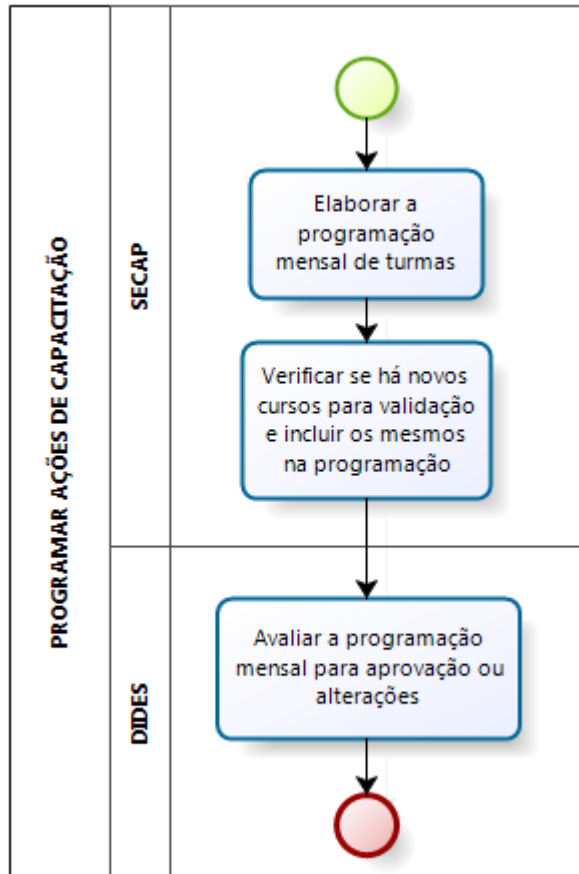 PROGRAMAR AÇÕES DE CAPACITAÇÃO
SECAP
Elaborar a
programação
mensal de turmas
Verificar se há novos
cursos para validação
e incluir os mesmos
na programação
DIDES
Avaliar a programação
mensal para aprovação ou
alterações